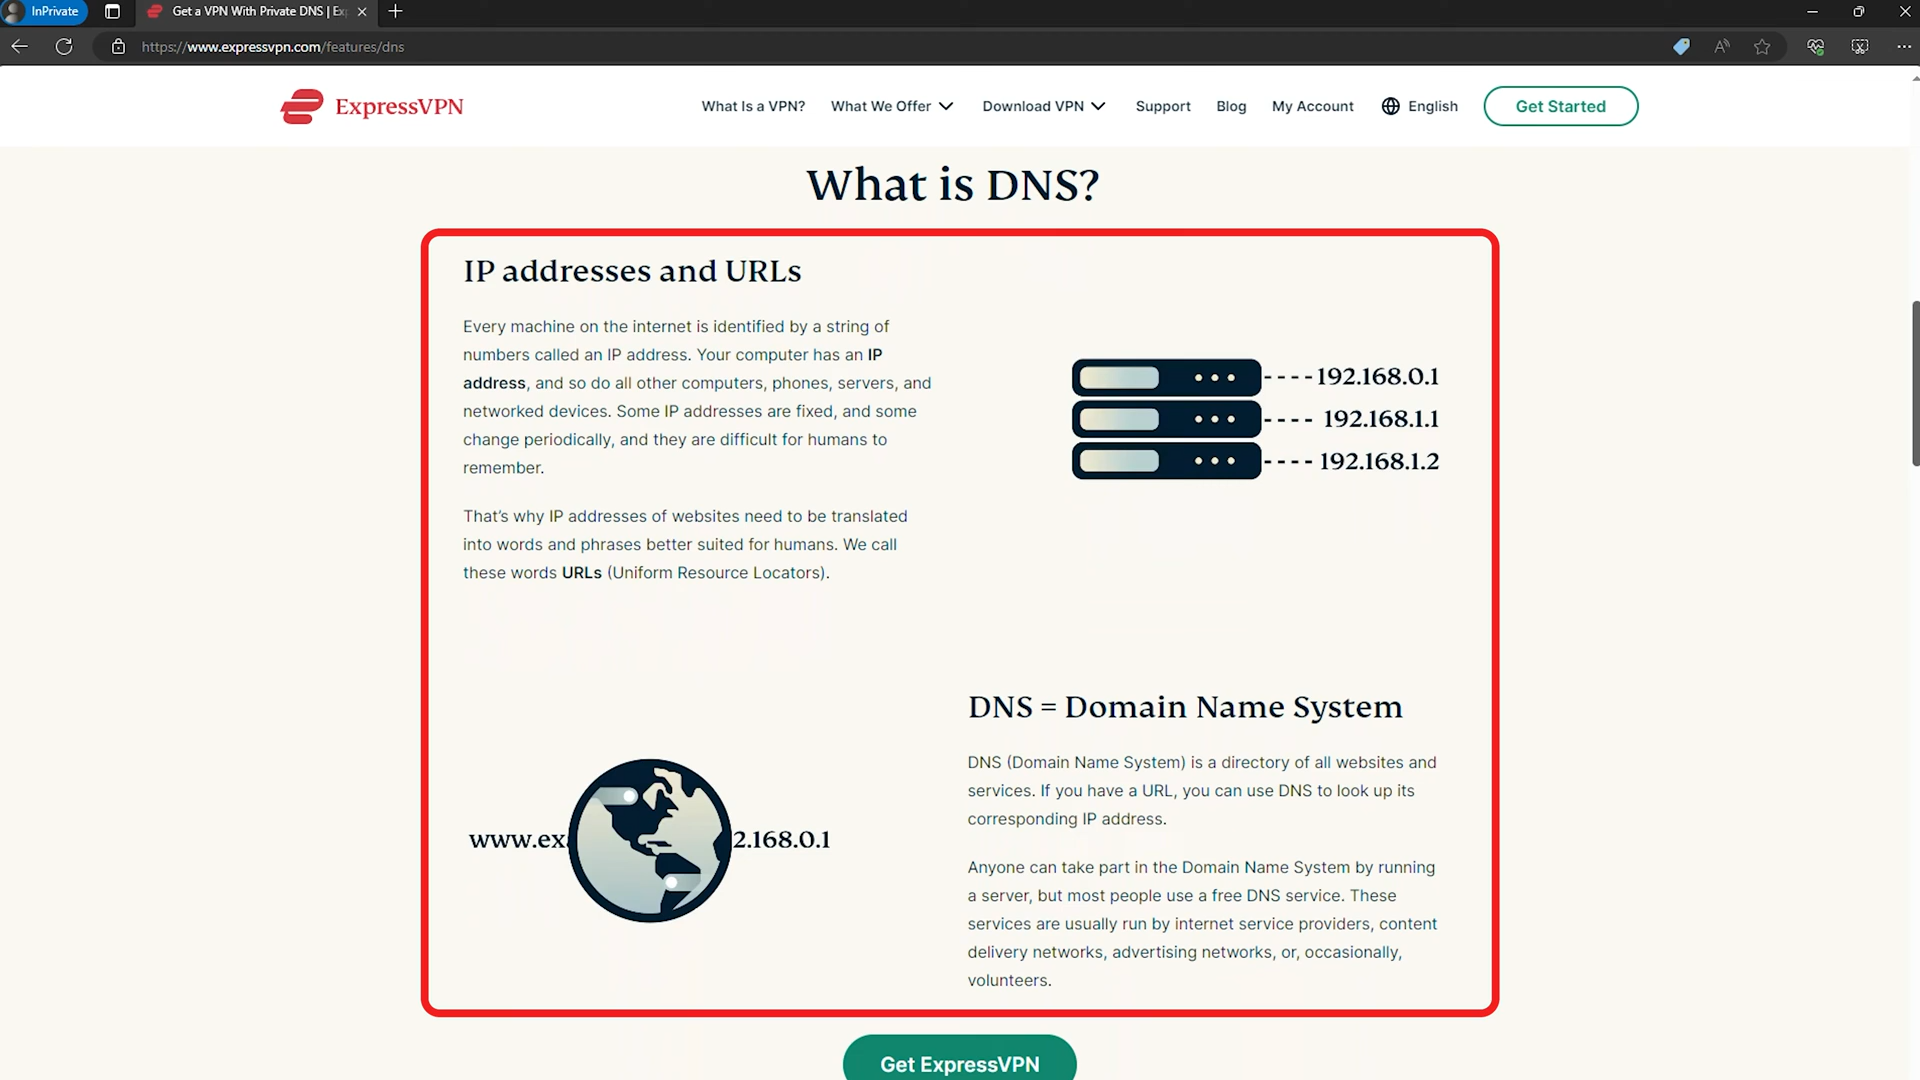 InPrivate
Get a VPN With Private DNS | Ex
https://www.expressvpn.com/features/dns
ExpressVPN
What Is a VPN?
What We Offer
Download VPN
Support
Blog
My Account
English
Get Started
What is DNS?
IP addresses and URLs
Every machine on the internet is identified by a string of
numbers called an IP address. Your computer has an IP
address, and so do all other computers, phones, servers, and
networked devices. Some IP addresses are fixed, and some
change periodically, and they are difficult for humans to
remember.
That's why IP addresses of websites need to be translated
into words and phrases better suited for humans. We call
these words URLs (Uniform Resource Locators).
192.168.0.1
192.168.1.1
192.168.1.2
www.ex
2.168.0.1
DNS = Domain Name System
DNS (Domain Name System) is a directory of all websites and
services. If you have a URL, you can use DNS to look up its
corresponding IP address.
Anyone can take part in the Domain Name System by running
a server, but most people use a free DNS service. These
services are usually run by internet service providers, content
delivery networks, advertising networks, or, occasionally,
volunteers.
Get ExpressVPN